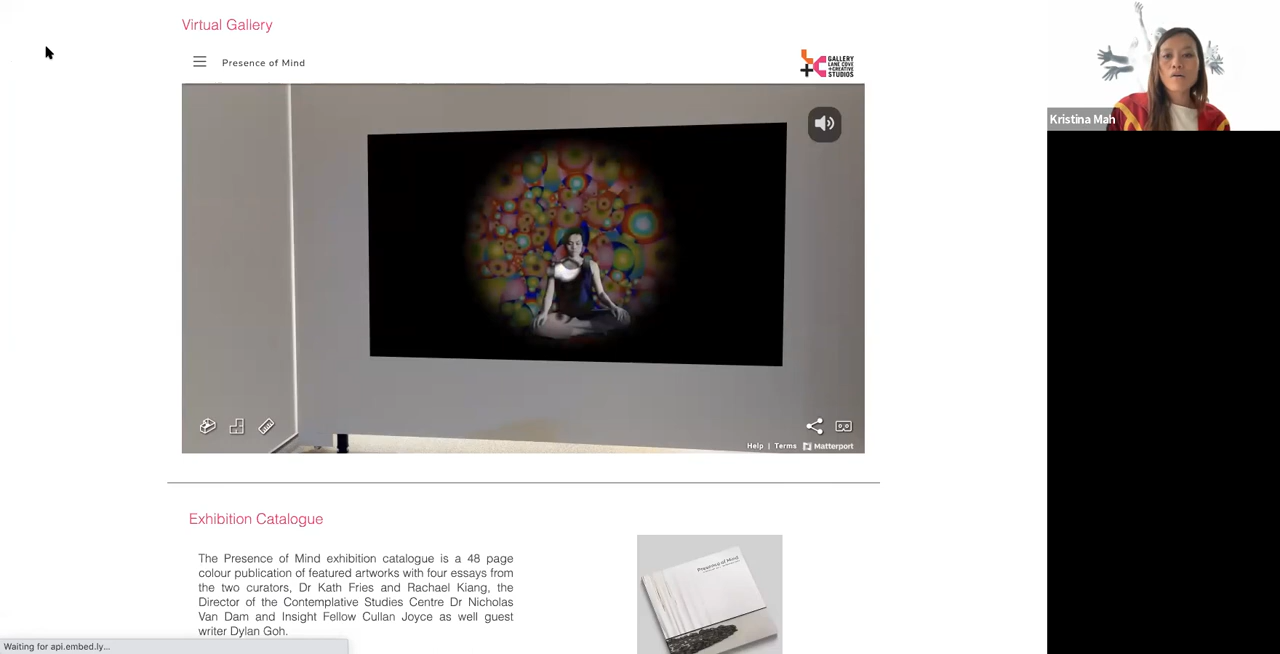 Virtual Gallery
Presence of Mind
GALLERY
LANE COVE
+CREATIVE
STUDIOS
Kristina Mah
Help | Terms Matterport
Exhibition Catalogue
The Presence of Mind exhibition catalogue is a 48 page
colour publication of featured artworks with four essays from
the two curators, Dr Kath Fries and Rachael Kiang, the
Director of the Contemplative Studies Centre Dr Nicholas
Van Dam and Insight Fellow Cullan Joyce as well guest
writer Dylan Goh.
Presence of Mind
Waiting for api.embed.ly...